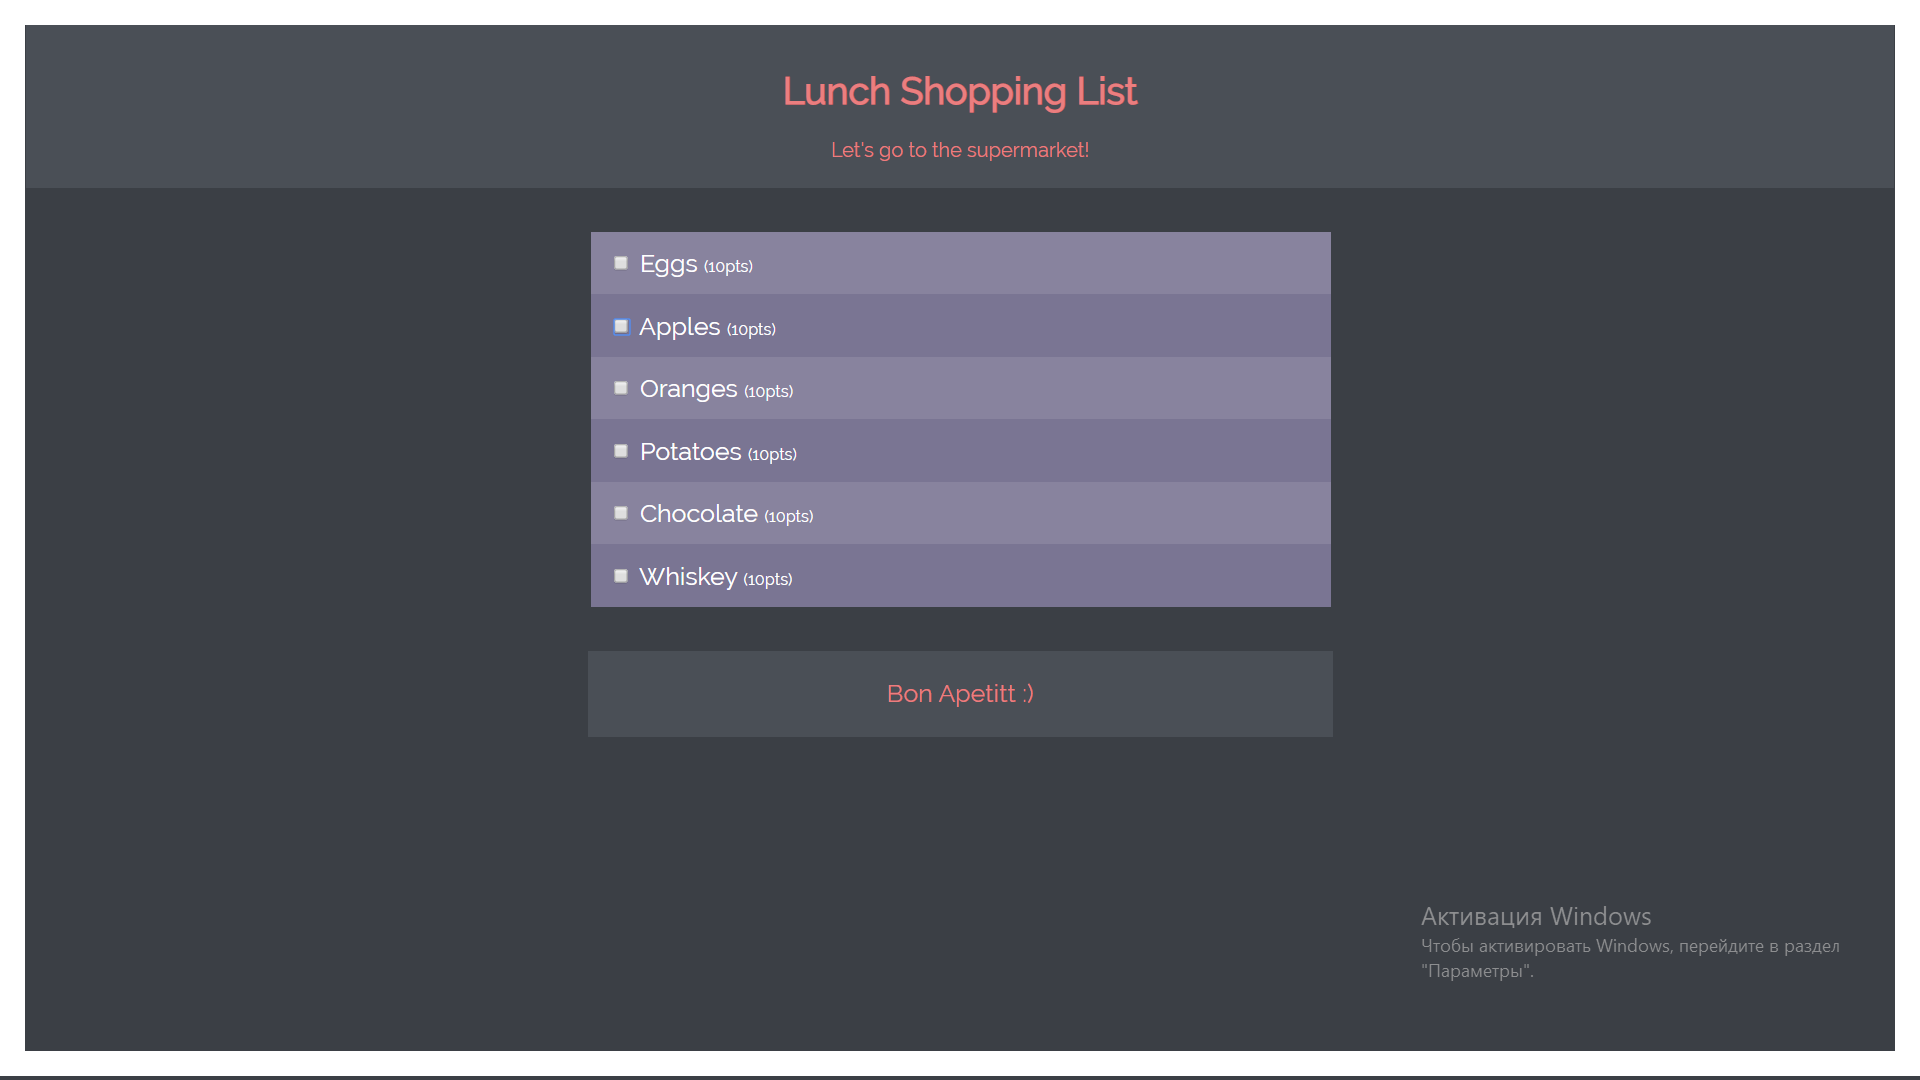 Lunch Shopping List
Let's go to the supermarket!
Eggs (10pts)
Apples (10pts)
Oranges (10pts)
Potatoes (10pts)
Chocolate (10pts)
Whiskey (10pts)
Bon Apetitt :)
Активация Windows
Чтобы активировать Windows, перейдите в раздел
"Параметры".